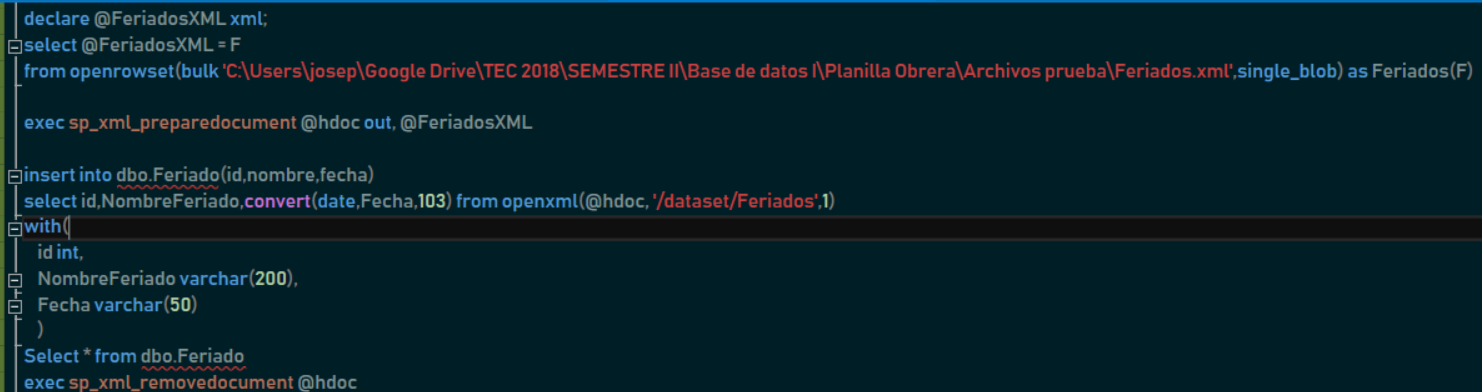 declare @FeriadosXML xml;
select @FeriadosXML = F
from openrowset(bulk 'C:\Users\josep\Google Drive\TEC 2018\SEMESTRE II\Base de datos I\Planilla Obrera\Archivos prueba\Feriados.xml',single_blob) as Feriados(F)
exec sp_xml_preparedocument @hdoc out, @FeriadosXML
insert into dbo.Feriado(id,nombre,fecha)
select id,NombreFeriado,convert(date,Fecha,103) from openxml(@hdoc, '/dataset/Feriados',1)
with(
id int,
NombreFeriado varchar(200),
Fecha varchar(50)
)
Select * from dbo.Feriado
exec sp_xml_removedocument @hdoc